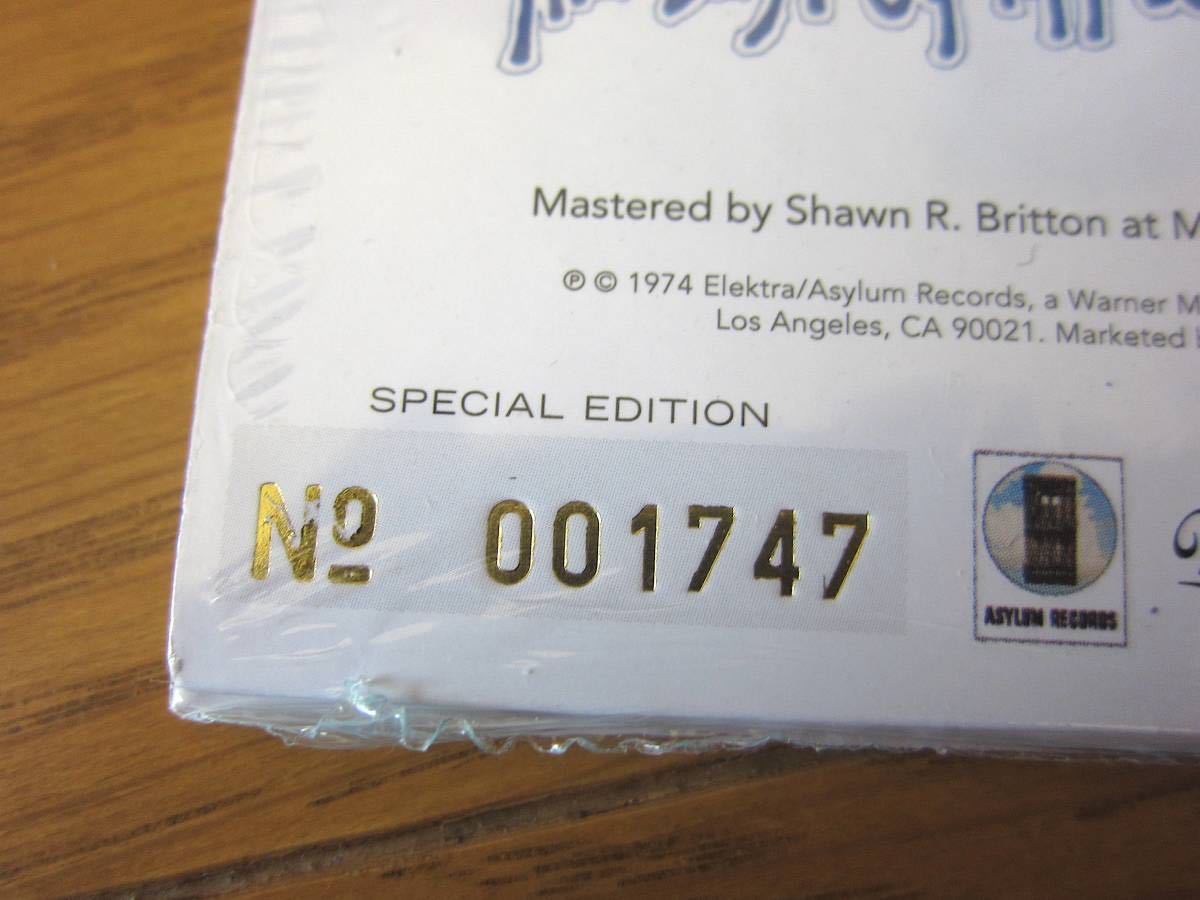 Mastered by Shawn R. Britton at M
℗ © 1974 Elektra/Asylum Records, a Warner M
Los Angeles, CA 90021. Marketed
SPECIAL EDITION
Nº 001747
ASYLUM RECORDS